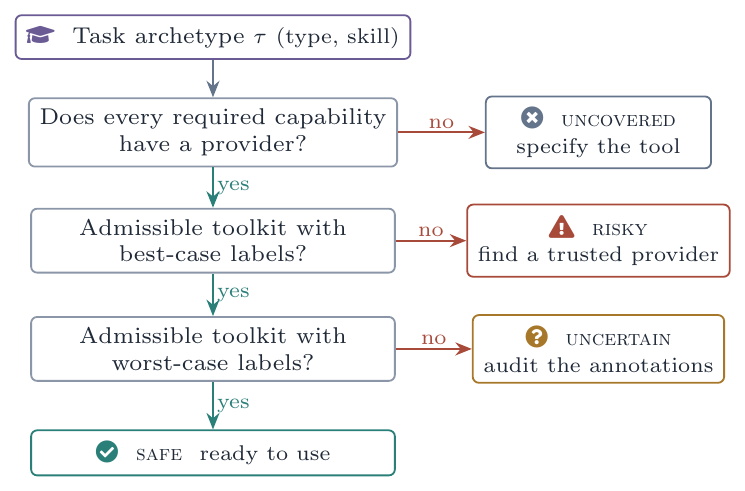 Task archetype τ (type, skill)
Does every required capability
have a provider?
no
UNCOVERED
specify the tool
yes
Admissible toolkit with
best-case labels?
no
RISKY
find a trusted provider
yes
Admissible toolkit with
worst-case labels?
no
UNCERTAIN
audit the annotations
yes
SAFE ready to use